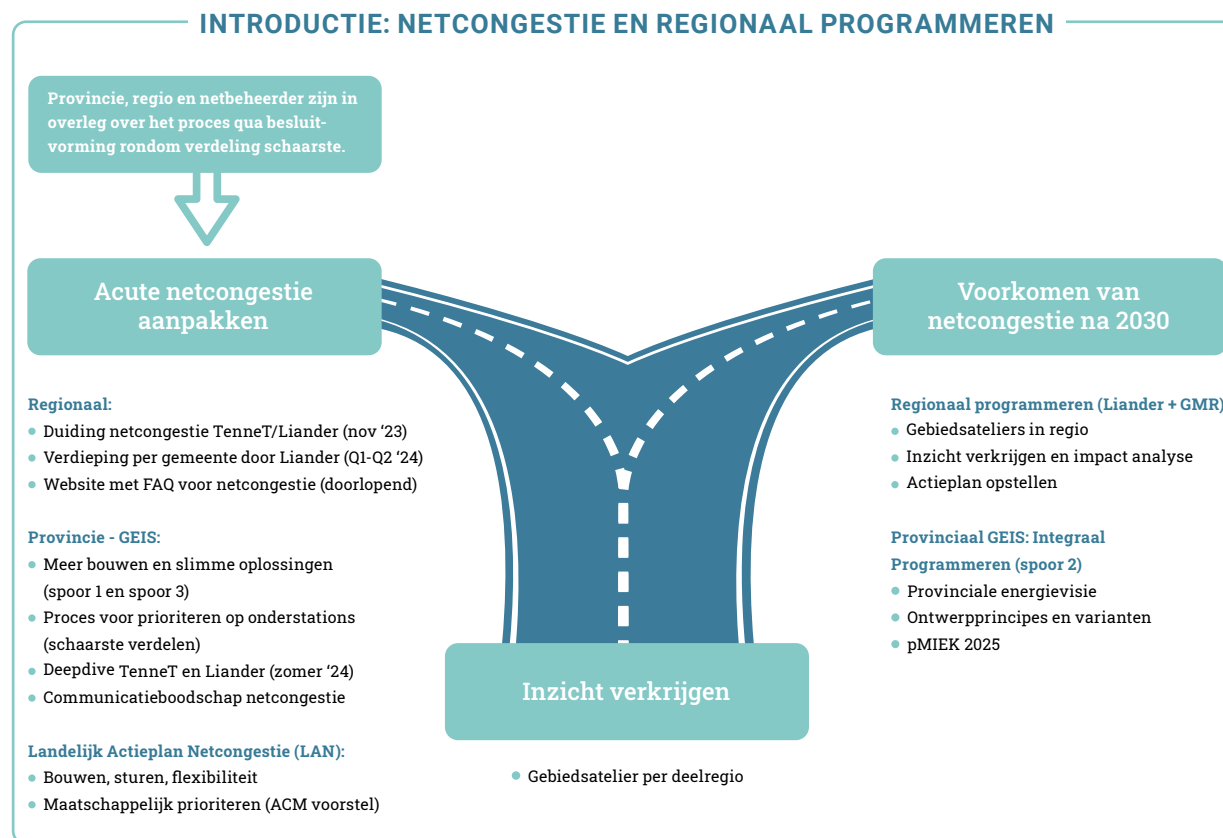 INTRODUCTIE: NETCONGESTIE EN REGIONAAL PROGRAMMEREN
Provincie, regio en netbeheerder zijn in
overleg over het proces qua besluit-
vorming rondom verdeling schaarste.
Acute netcongestie
aanpakken
Regionaal:
Duiding netcongestie TenneT/Liander (nov ‘23)
Verdieping per gemeente door Liander (Q1-Q2 ‘24)
Website met FAQ voor netcongestie (doorlopend)
Provincie - GEIS:
Meer bouwen en slimme oplossingen
(spoor 1 en spoor 3)
Proces voor prioriteren op onderstations
(schaarste verdelen)
Deepdive TenneT en Liander (zomer ‘24)
Communicatieboodschap netcongestie
Landelijk Actieplan Netcongestie (LAN):
Bouwen, sturen, flexibiliteit
Maatschappelijk prioriteren (ACM voorstel)
Inzicht verkrijgen
Gebiedsatelier per deelregio
Voorkomen van
netcongestie na 2030
Regionaal programmeren (Liander + GMR)
Gebiedsateliers in regio
Inzicht verkrijgen en impact analyse
Actieplan opstellen
Provinciaal GEIS: Integraal
Programmeren (spoor 2)
Provinciale energievisie
Ontwerpprincipes en varianten
pMIEK 2025